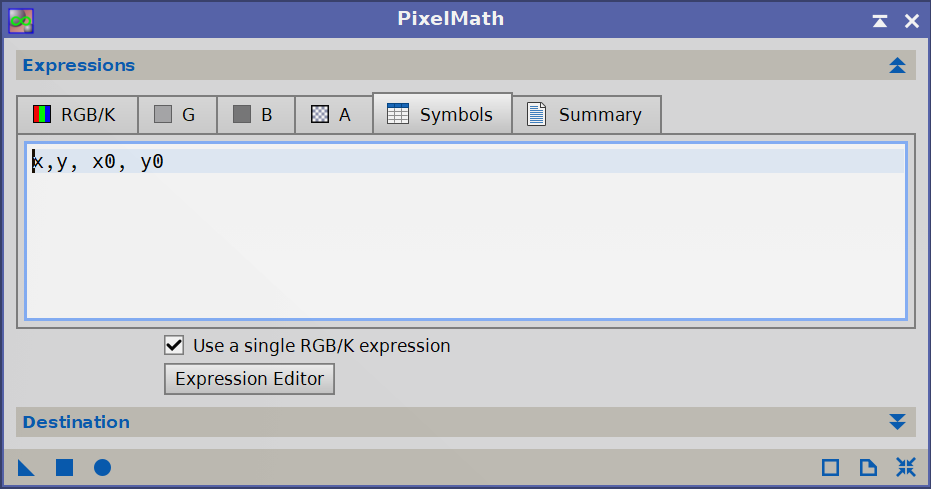 PixelMath
Expressions
RGB/K G B A Symbols Summary
x,y, x0, y0
Use a single RGB/K expression
Expression Editor
Destination